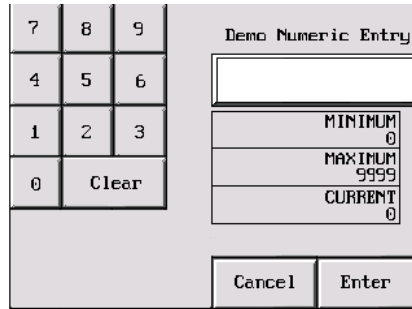 7 8 9
Demo Numeric Entry
4 5 6
1 2 3
MINIMUM
0
MAXIMUM
9999
0 Clear
CURRENT
0
Cancel Enter